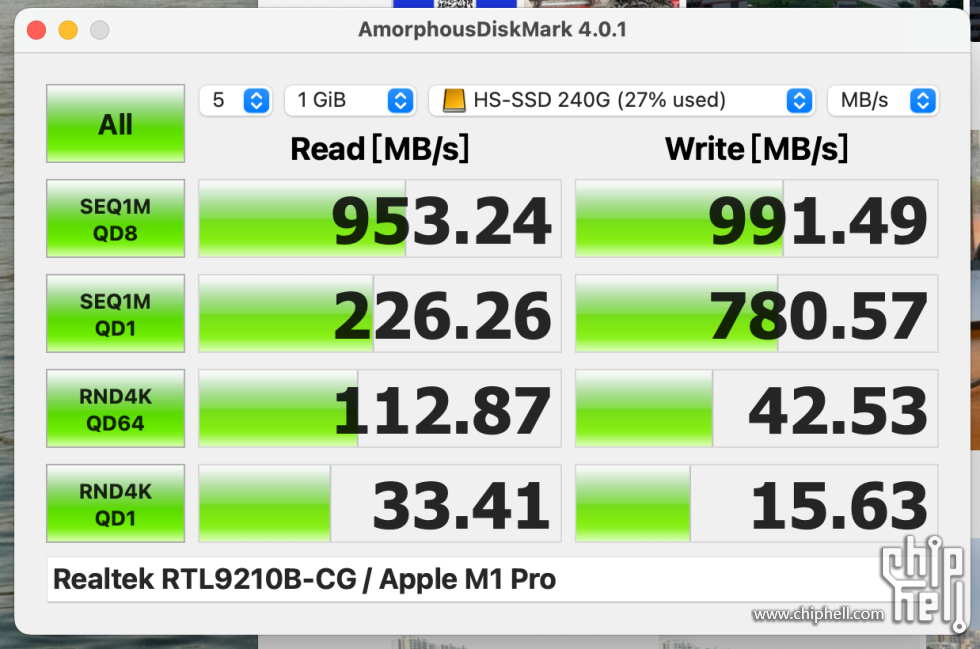 AmorphousDiskMark 4.0.1
All
5
1 GiB
HS-SSD 240G (27% used)
MB/s
Read [MB/s]
Write [MB/s]
SEQ1M
QD8
953.24
991.49
SEQ1M
QD1
226.26
780.57
RND4K
QD64
112.87
42.53
RND4K
QD1
33.41
15.63
Realtek RTL9210B-CG / Apple M1 Pro
www.chiphell.com
chip
hell